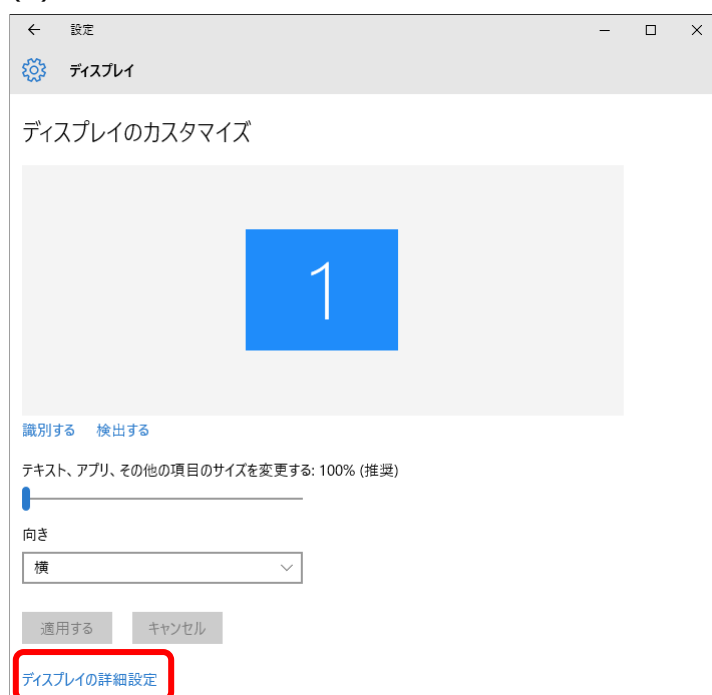 設定
ディスプレイ
ディスプレイのカスタマイズ
1
識別する 検出する
テキスト、アプリ、その他の項目のサイズを変更する: 100% (推奨)
向き
横
適用する キャンセル
ディスプレイの詳細設定